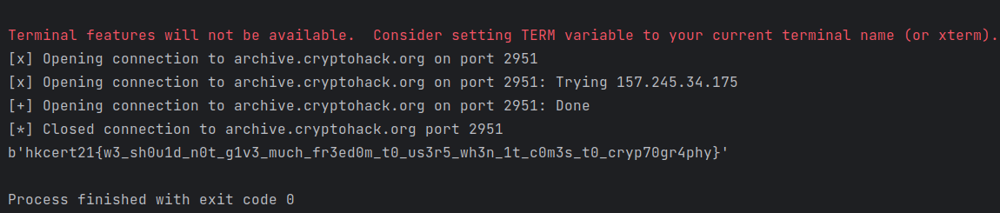 Terminal features will not be available.  Consider setting TERM variable to your current terminal name (or xterm).
[x] Opening connection to archive.cryptohack.org on port 2951
[x] Opening connection to archive.cryptohack.org on port 2951: Trying 157.245.34.175
[+] Opening connection to archive.cryptohack.org on port 2951: Done
[*] Closed connection to archive.cryptohack.org port 2951
b'hkcert21{w3_sh0u1d_n0t_g1v3_much_fr3ed0m_t0_us3r5_wh3n_1t_c0m3s_t0_cryp70gr4phy}'
Process finished with exit code 0